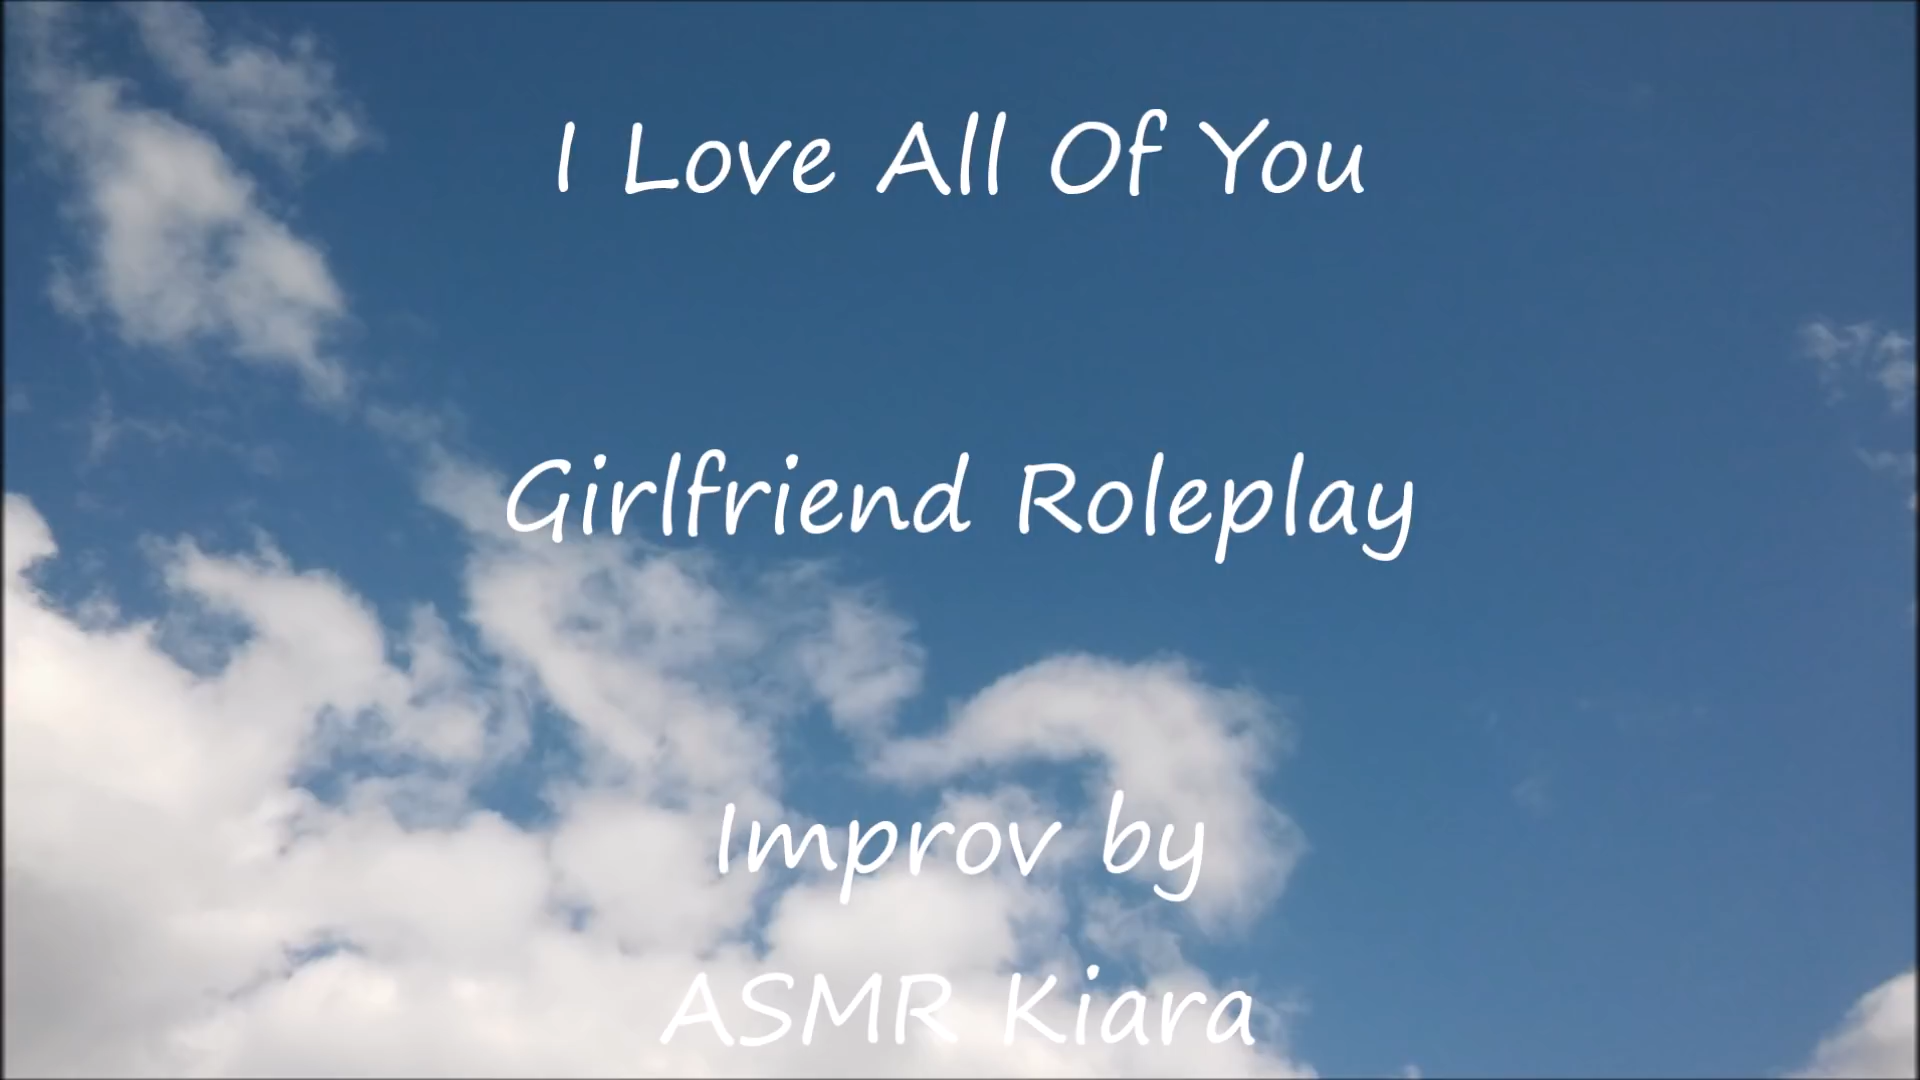 I Love All Of You
Girlfriend Roleplay
Improv by
ASMR Kiara